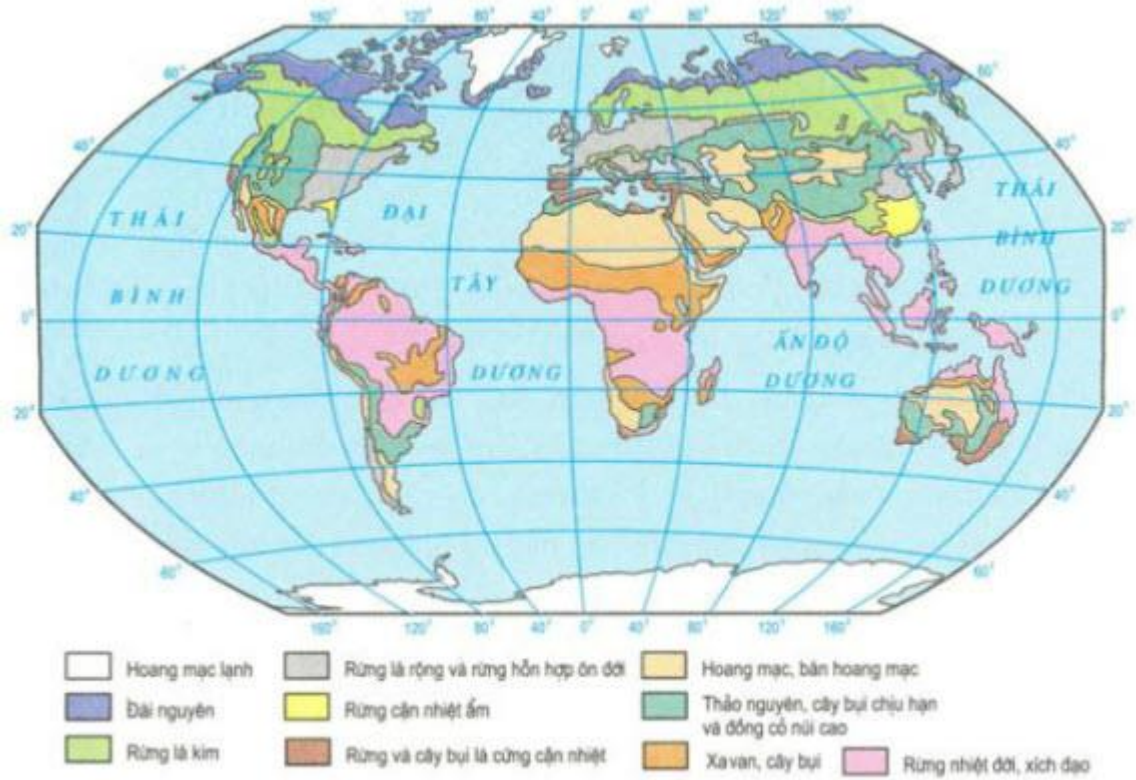 160° 120° 80° 40° 0° 40° 80° 120° 160°
60° 60°
40° 40°
THÁI ĐẠI THÁI
20° 20°
BÌNH TÂY BÌNH
DƯƠNG
0° 0°
ẤN ĐỘ
DƯƠNG DƯƠNG DƯƠNG
20° 20°
40° 40°
60° 60°
160° 120° 80° 40° 0° 40° 80° 120° 160°
Hoang mạc lạnh
Đài nguyên
Rừng lá kim
Rừng lá rộng và rừng hỗn hợp ôn đới
Rừng cận nhiệt ẩm
Rừng và cây bụi lá cứng cận nhiệt
Hoang mạc, bán hoang mạc
Thảo nguyên, cây bụi chịu hạn
và đồng cỏ núi cao
Xavan, cây bụi
Rừng nhiệt đới, xích đạo